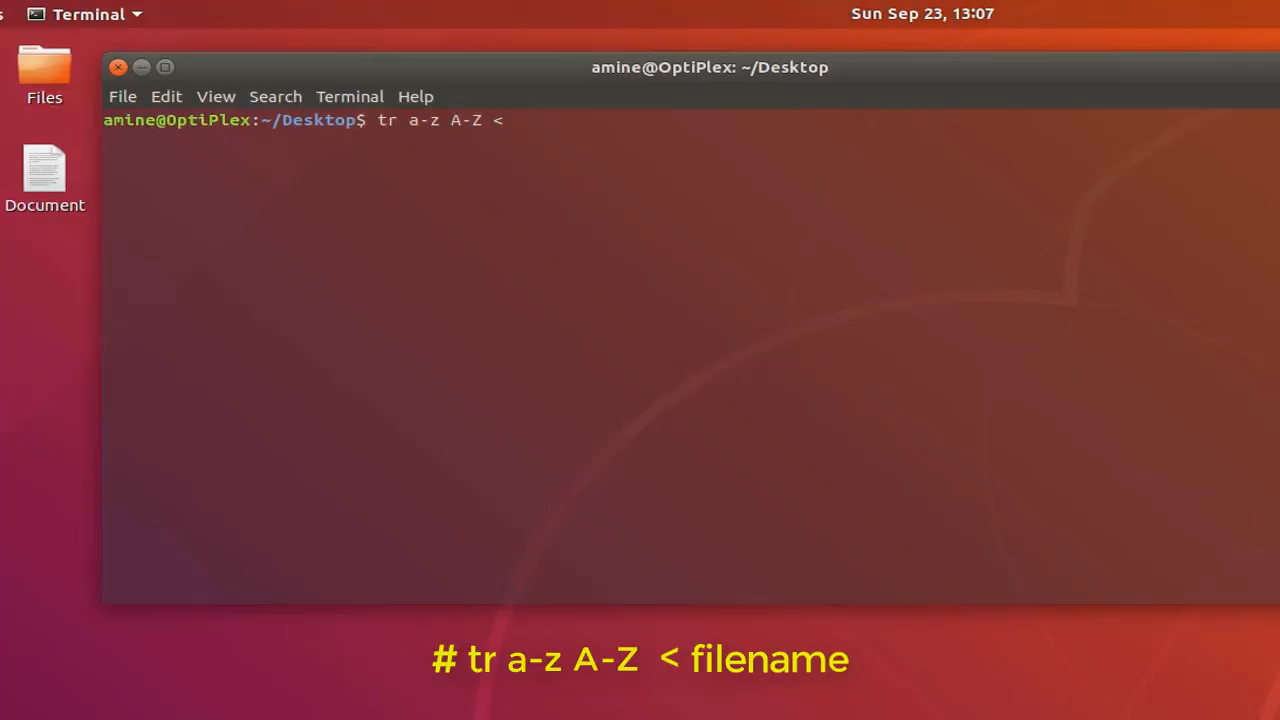 s Terminal Sun Sep 23, 13:07
Files
Document
amine@OptiPlex: ~/Desktop
File Edit View Search Terminal Help
amine@OptiPlex:~/Desktop$ tr a-z A-Z <
# tr a-z A-Z < filename